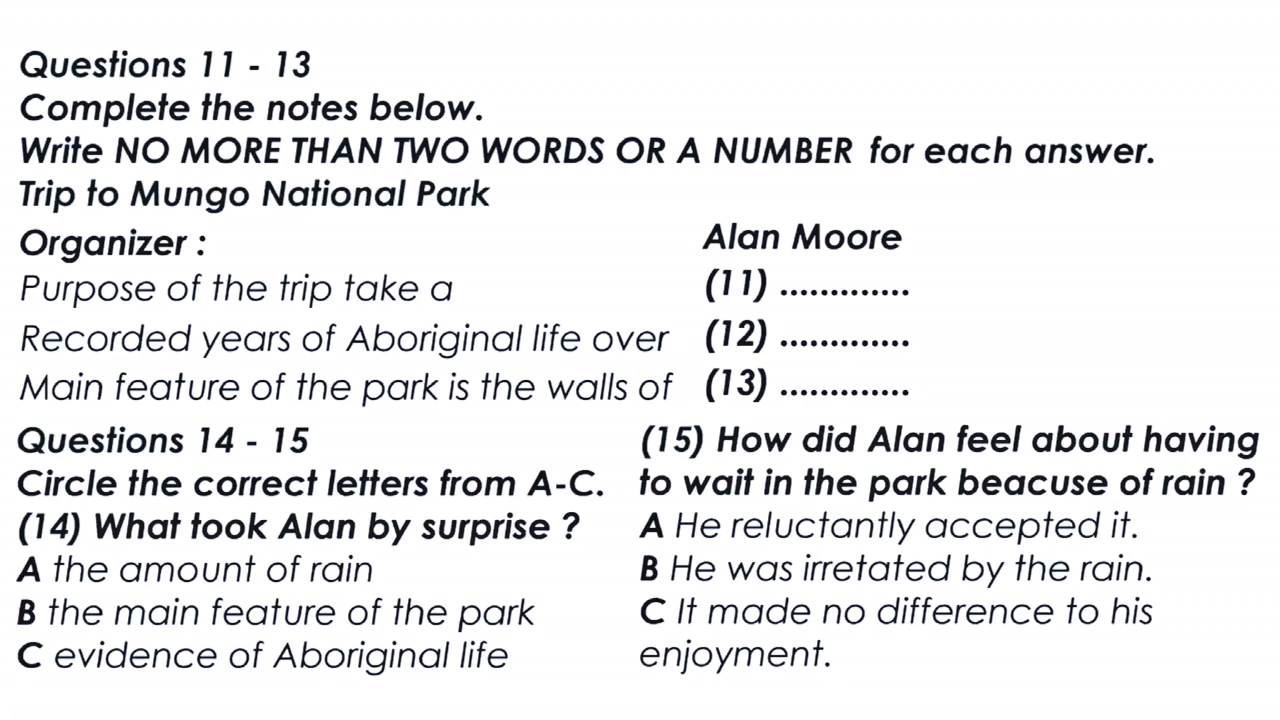 Questions 11 - 13
Complete the notes below.
Write NO MORE THAN TWO WORDS OR A NUMBER for each answer.
Trip to Mungo National Park
Organizer : Alan Moore
Purpose of the trip take a (11) .............
Recorded years of Aboriginal life over (12) .............
Main feature of the park is the walls of (13) .............
Questions 14 - 15
Circle the correct letters from A-C.
(14) What took Alan by surprise ?
A the amount of rain
B the main feature of the park
C evidence of Aboriginal life
(15) How did Alan feel about having
to wait in the park beacuse of rain ?
A He reluctantly accepted it.
B He was irretated by the rain.
C It made no difference to his
enjoyment.